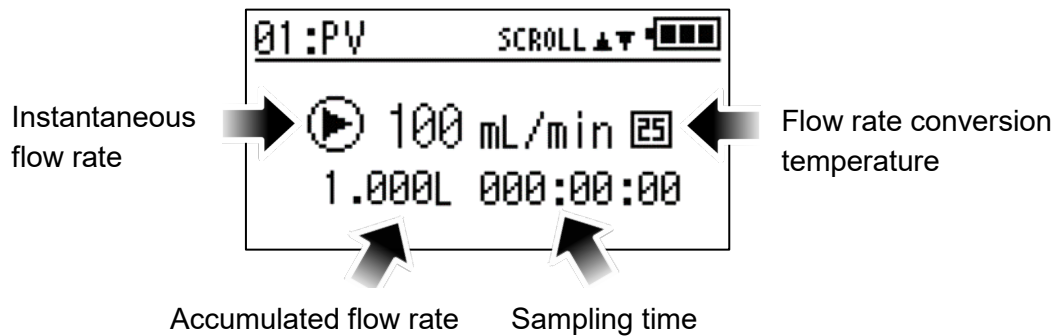 01:PV SCROLL▲▼
Instantaneous
flow rate
100 mL/min 25
Flow rate conversion
temperature
1.000L 000:00:00
Accumulated flow rate
Sampling time